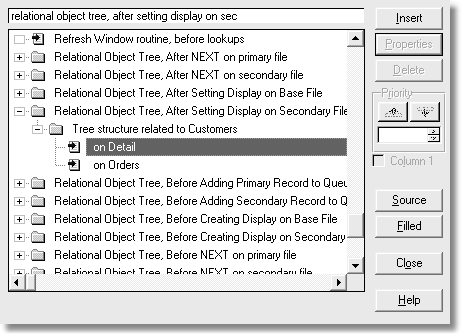 relational object tree, after setting display on sec
Insert
Refresh Window routine, before lookups
Relational Object Tree, After NEXT on primary file
Properties
Relational Object Tree, After NEXT on secondary file
Delete
Relational Object Tree, After Setting Display on Base File
Priority
Relational Object Tree, After Setting Display on Secondary File
Tree structure related to Customers
on Detail
Column 1
on Orders
Relational Object Tree, Before Adding Primary Record to Queu
Relational Object Tree, Before Adding Secondary Record to Q
Source
Relational Object Tree, Before Creating Display on Base File
Filled
Relational Object Tree, Before Creating Display on Secondary
Relational Object Tree, Before NEXT on primary file
Close
Relational Object Tree, Before NEXT on secondary file
Help